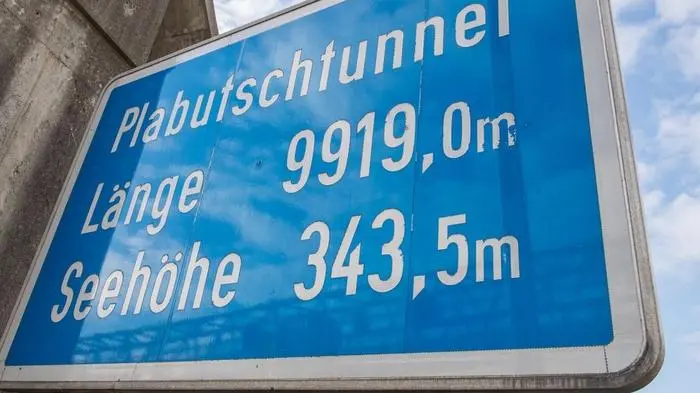 Plabutschtunnel
Länge 9919,0m
Seehöhe 343,5m